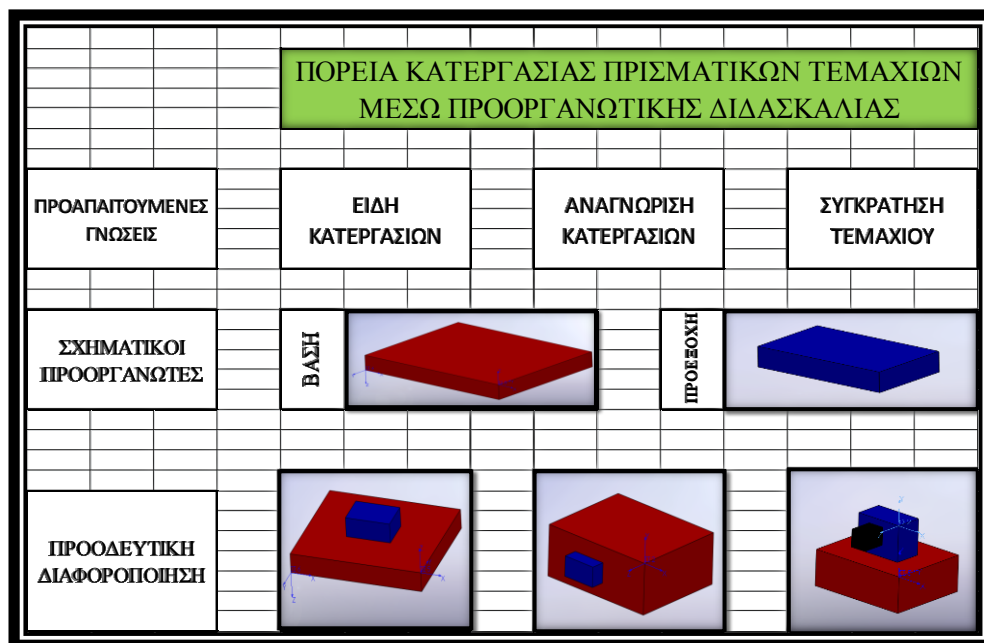 ΠΟΡΕΙΑ ΚΑΤΕΡΓΑΣΙΑΣ ΠΡΙΣΜΑΤΙΚΩΝ ΤΕΜΑΧΙΩΝ
ΜΕΣΩ ΠΡΟΟΡΓΑΝΩΤΙΚΗΣ ΔΙΔΑΣΚΑΛΙΑΣ
ΠΡΟΑΠΑΙΤΟΥΜΕΝΕΣ
ΓΝΩΣΕΙΣ
ΕΙΔΗ
ΚΑΤΕΡΓΑΣΙΩΝ
ΑΝΑΓΝΩΡΙΣΗ
ΚΑΤΕΡΓΑΣΙΩΝ
ΣΥΓΚΡΑΤΗΣΗ
ΤΕΜΑΧΙΟΥ
ΣΧΗΜΑΤΙΚΟΙ
ΠΡΟΟΡΓΑΝΩΤΕΣ
ΒΑΣΗ
ΠΡΟΕΞΟΧΗ
ΠΡΟΟΔΕΥΤΙΚΗ
ΔΙΑΦΟΡΟΠΟΙΗΣΗ